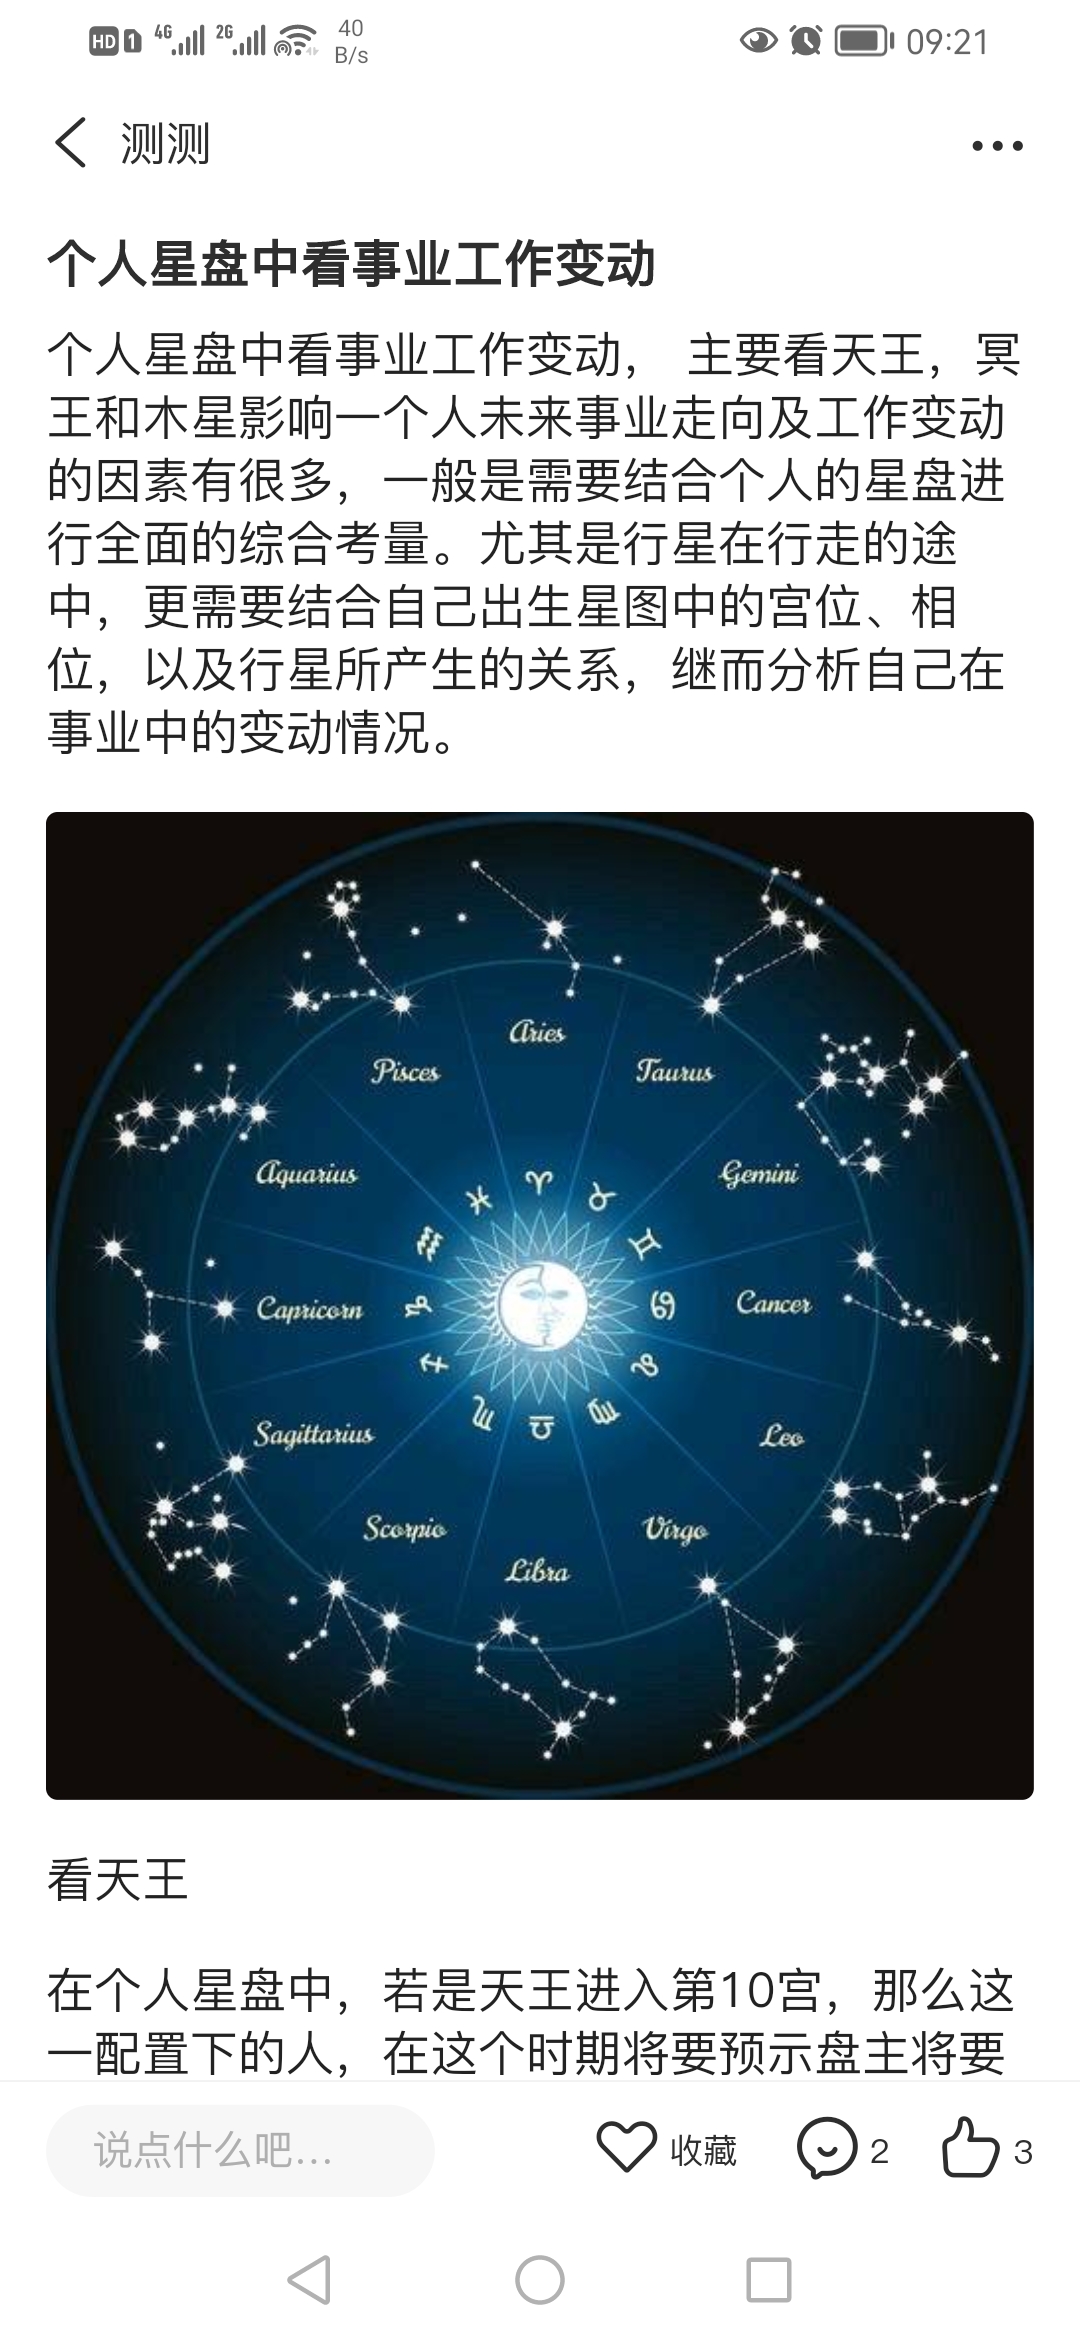 HD 1 4G 2G 40 B/s 09:21
测测
个人星盘中看事业工作变动
个人星盘中看事业工作变动， 主要看天王，冥
王和木星影响一个人未来事业走向及工作变动
的因素有很多，一般是需要结合个人的星盘进
行全面的综合考量。尤其是行星在行走的途
中，更需要结合自己出生星图中的宫位、相
位，以及行星所产生的关系，继而分析自己在
事业中的变动情况。
Aries
Pisces
Taurus
Aquarius
Gemini
Capricorn
Cancer
Sagittarius
Leo
Scorpio
Virgo
Libra
看天王
在个人星盘中，若是天王进入第10宫，那么这
一配置下的人，在这个时期将要预示盘主将要
说点什么吧... 收藏 2 3